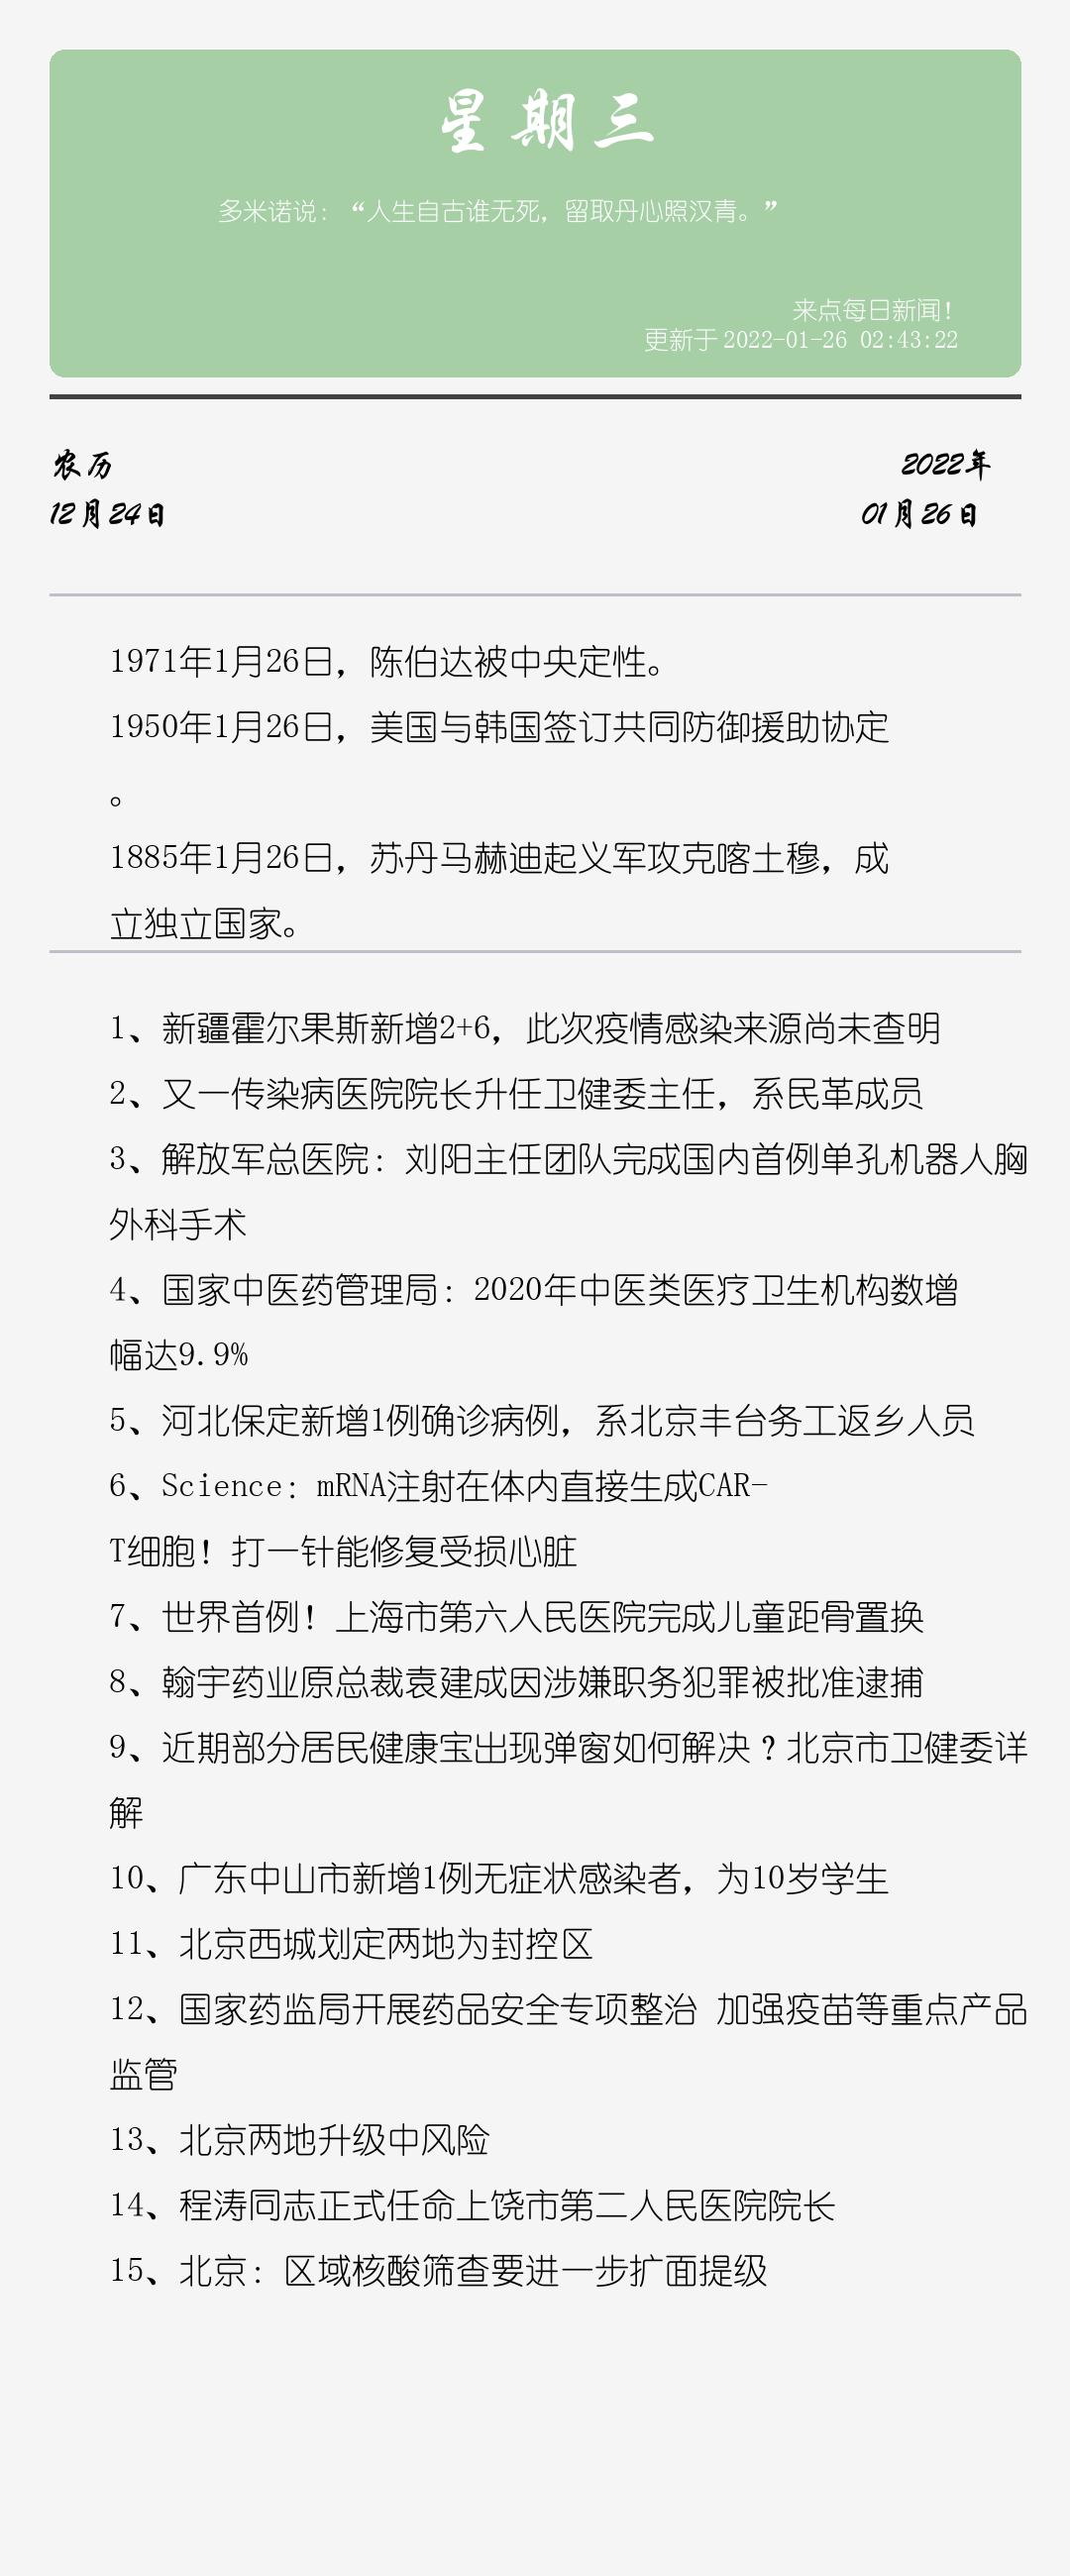 星期三
多米诺说：“人生自古谁无死，留取丹心照汉青。”
来点每日新闻！
更新于2022-01-26 02:43:22
农历
12月24日
2022年
01月26日
1971年1月26日，陈伯达被中央定性。
1950年1月26日，美国与韩国签订共同防御援助协定
。
1885年1月26日，苏丹马赫迪起义军攻克喀土穆，成
立独立国家。
1、新疆霍尔果斯新增2+6，此次疫情感染来源尚未查明
2、又一传染病医院院长升任卫健委主任，系民革成员
3、解放军总医院：刘阳主任团队完成国内首例单孔机器人胸
外科手术
4、国家中医药管理局：2020年中医类医疗卫生机构数增
幅达9.9%
5、河北保定新增1例确诊病例，系北京丰台务工返乡人员
6、Science：mRNA注射在体内直接生成CAR-
T细胞！打一针能修复受损心脏
7、世界首例！上海市第六人民医院完成儿童距骨置换
8、翰宇药业原总裁袁建成因涉嫌职务犯罪被批准逮捕
9、近期部分居民健康宝出现弹窗如何解决？北京市卫健委详
解
10、广东中山市新增1例无症状感染者，为10岁学生
11、北京西城划定两地为封控区
12、国家药监局开展药品安全专项整治 加强疫苗等重点产品
监管
13、北京两地升级中风险
14、程涛同志正式任命上饶市第二人民医院院长
15、北京：区域核酸筛查要进一步扩面提级